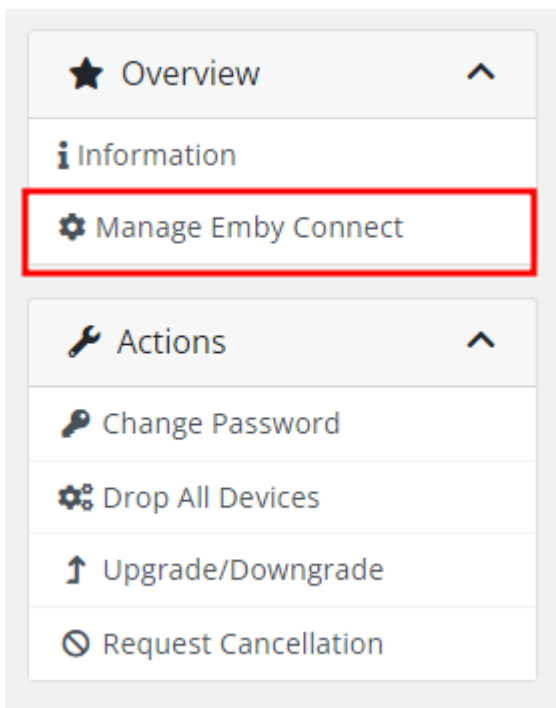 Overview
Information
Manage Emby Connect
Actions
Change Password
Drop All Devices
Upgrade/Downgrade
Request Cancellation